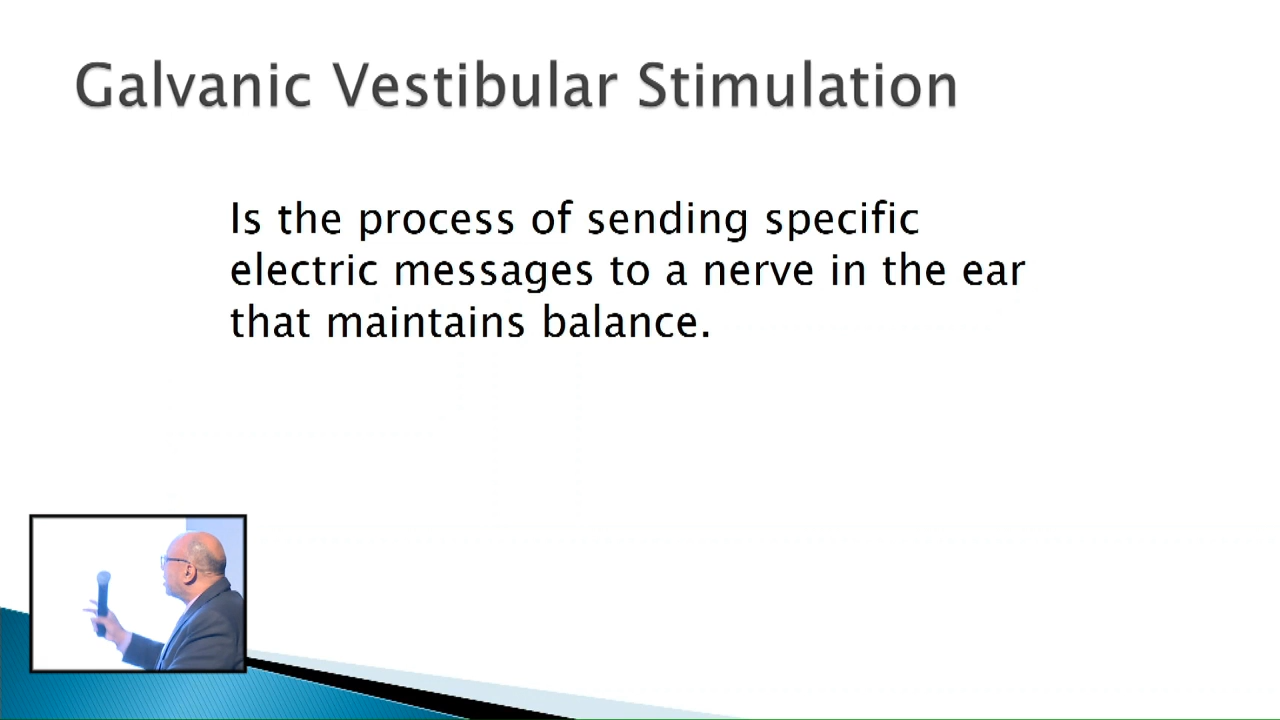 Galvanic Vestibular Stimulation
Is the process of sending specific
electric messages to a nerve in the ear
that maintains balance.